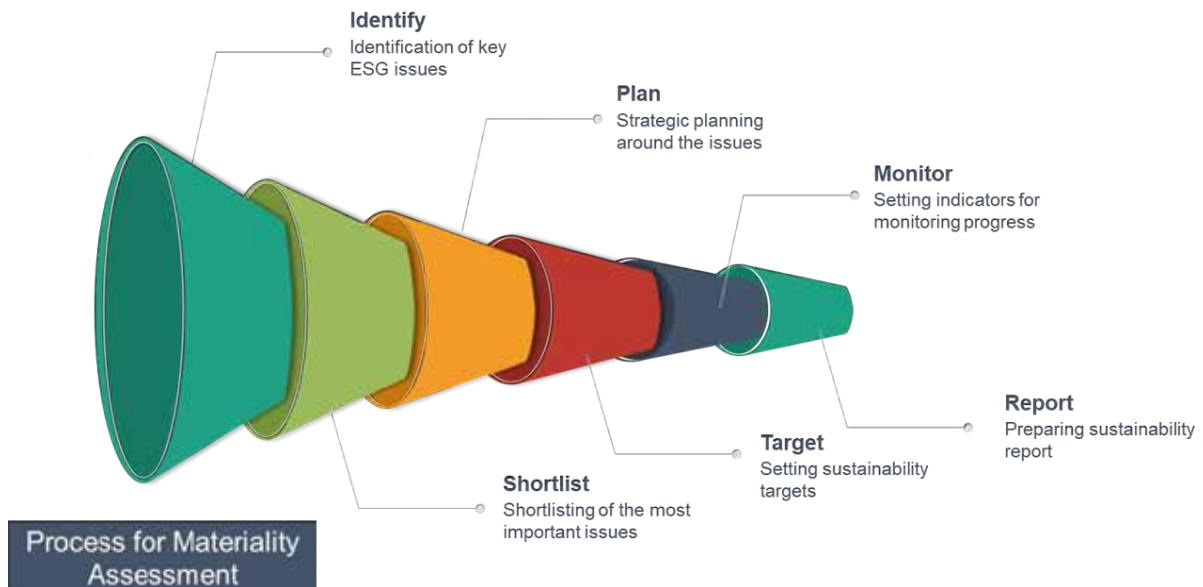 Identify
Identification of key
ESG issues
Plan
Strategic planning
around the issues
Monitor
Setting indicators for
monitoring progress
Report
Preparing sustainability
report
Target
Setting sustainability
targets
Shortlist
Shortlisting of the most
important issues
Process for Materiality
Assessment